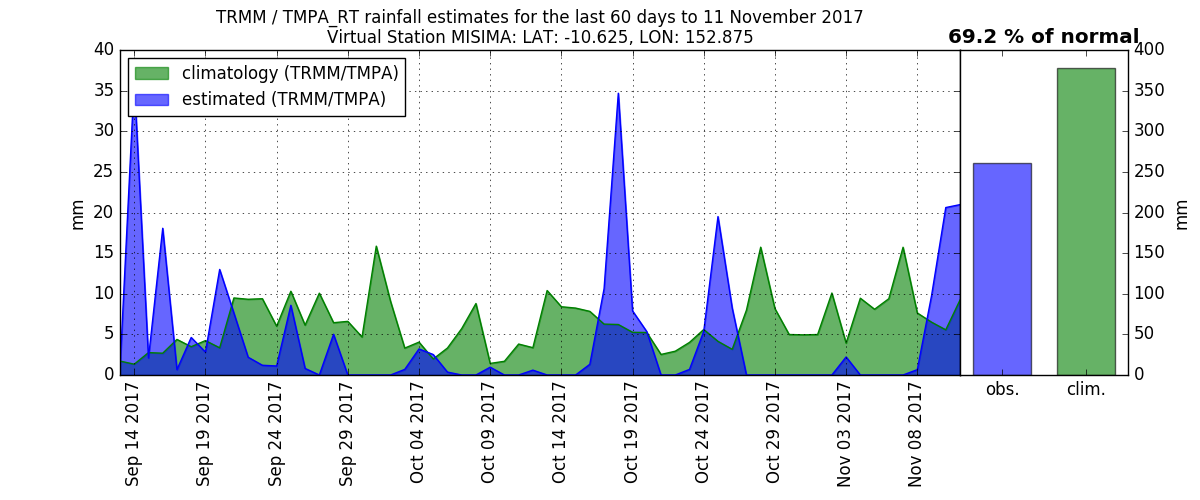 TRMM / TMPA_RT rainfall estimates for the last 60 days to 11 November 2017
Virtual Station MISIMA: LAT: -10.625, LON: 152.875
69.2 % of normal
climatology (TRMM/TMPA)
estimated (TRMM/TMPA)
40
35
30
25
20
15
10
5
0
mm
Sep 14 2017
Sep 19 2017
Sep 24 2017
Sep 29 2017
Oct 04 2017
Oct 09 2017
Oct 14 2017
Oct 19 2017
Oct 24 2017
Oct 29 2017
Nov 03 2017
Nov 08 2017
obs.
clim.
400
350
300
250
200
150
100
50
0
mm